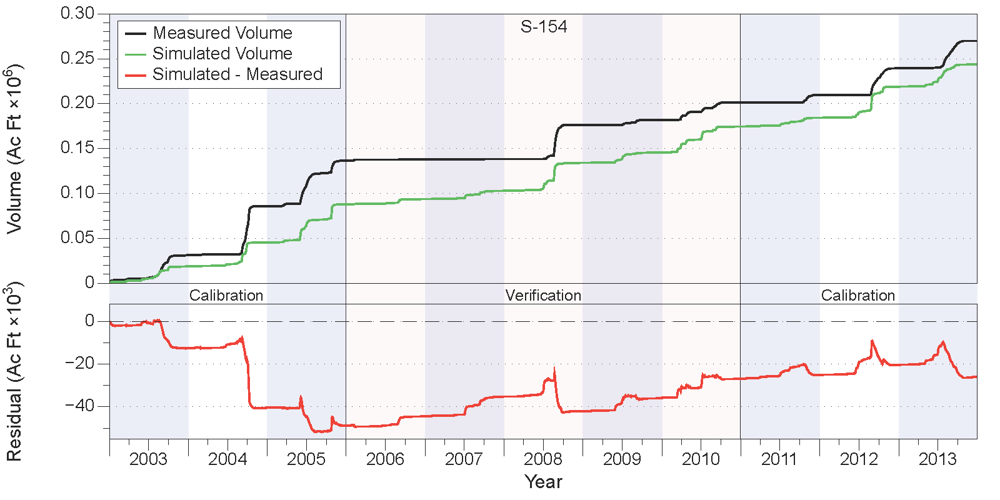 S-154
Measured Volume
Simulated Volume
Simulated - Measured
Volume (Ac Ft ×10⁶)
0.30
0.25
0.20
0.15
0.10
0.05
0
Calibration
Verification
Calibration
Residual (Ac Ft ×10³)
0
−20
−40
2003 2004 2005 2006 2007 2008 2009 2010 2011 2012 2013
Year